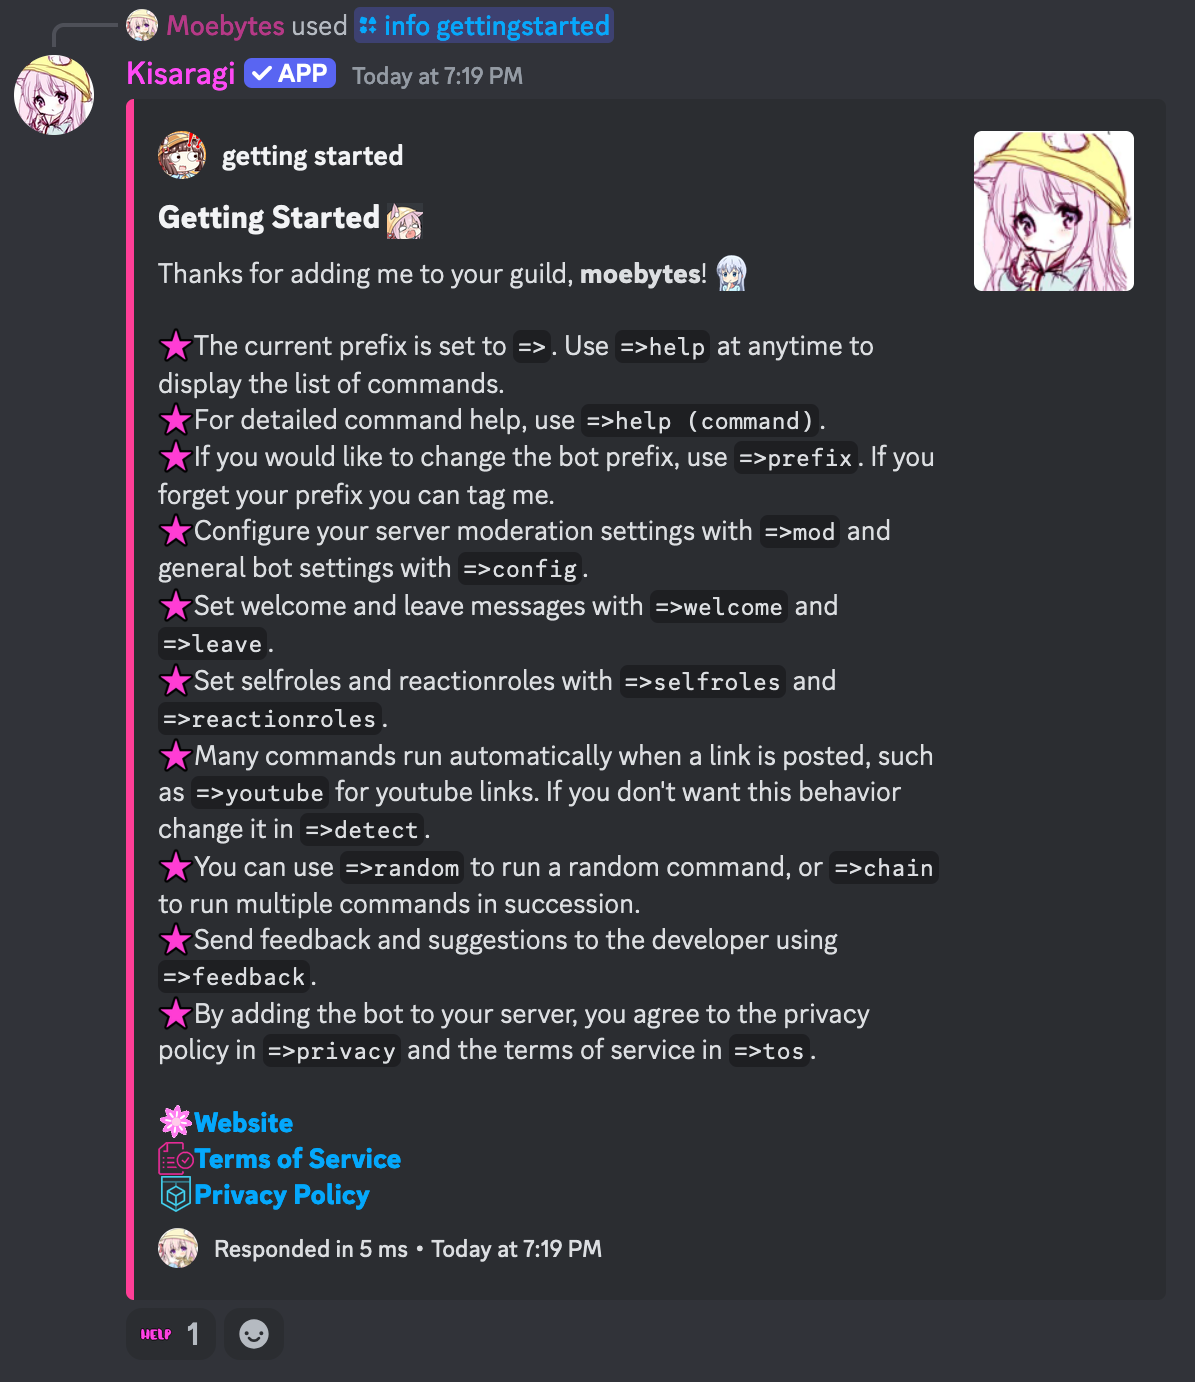 Moebytes used info gettingstarted
Kisaragi APP Today at 7:19 PM
getting started
Getting Started
Thanks for adding me to your guild, moebytes!
The current prefix is set to =>. Use =>help at anytime to
display the list of commands.
For detailed command help, use =>help (command).
If you would like to change the bot prefix, use =>prefix. If you
forget your prefix you can tag me.
Configure your server moderation settings with =>mod and
general bot settings with =>config.
Set welcome and leave messages with =>welcome and
=>leave.
Set selfroles and reactionroles with =>selfroles and
=>reactionroles.
Many commands run automatically when a link is posted, such
as =>youtube for youtube links. If you don't want this behavior
change it in =>detect.
You can use =>random to run a random command, or =>chain
to run multiple commands in succession.
Send feedback and suggestions to the developer using
=>feedback.
By adding the bot to your server, you agree to the privacy
policy in =>privacy and the terms of service in =>tos.
Website
Terms of Service
Privacy Policy
Responded in 5 ms • Today at 7:19 PM
HELP 1